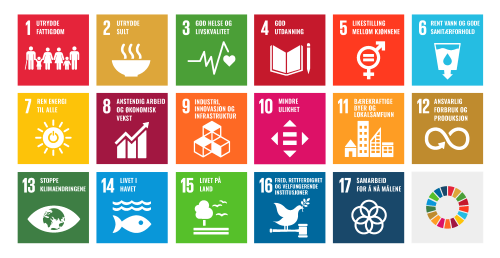 1 UTRYDDE
FATTIGDOM
2 UTRYDDE
SULT
3 GOD HELSE OG
LIVSKVALITET
4 GOD
UTDANNING
5 LIKESTILLING
MELLOM KJØNNENE
6 RENT VANN OG GODE
SANITÆRFORHOLD
7 REN ENERGI
TIL ALLE
8 ANSTENDIG ARBEID
OG ØKONOMISK
VEKST
9 INDUSTRI,
INNOVASJON OG
INFRASTRUKTUR
10 MINDRE
ULIKHET
11 BÆREKRAFTIGE
BYER OG
LOKALSAMFUNN
12 ANSVARLIG
FORBRUK OG
PRODUKSJON
13 STOPPE
KLIMAENDRINGENE
14 LIVET I
HAVET
15 LIVET PÅ
LAND
16 FRED, RETTFERDIGHET
OG VELFUNGERENDE
INSTITUSJONER
17 SAMARBEID
FOR Å NÅ MÅLENE